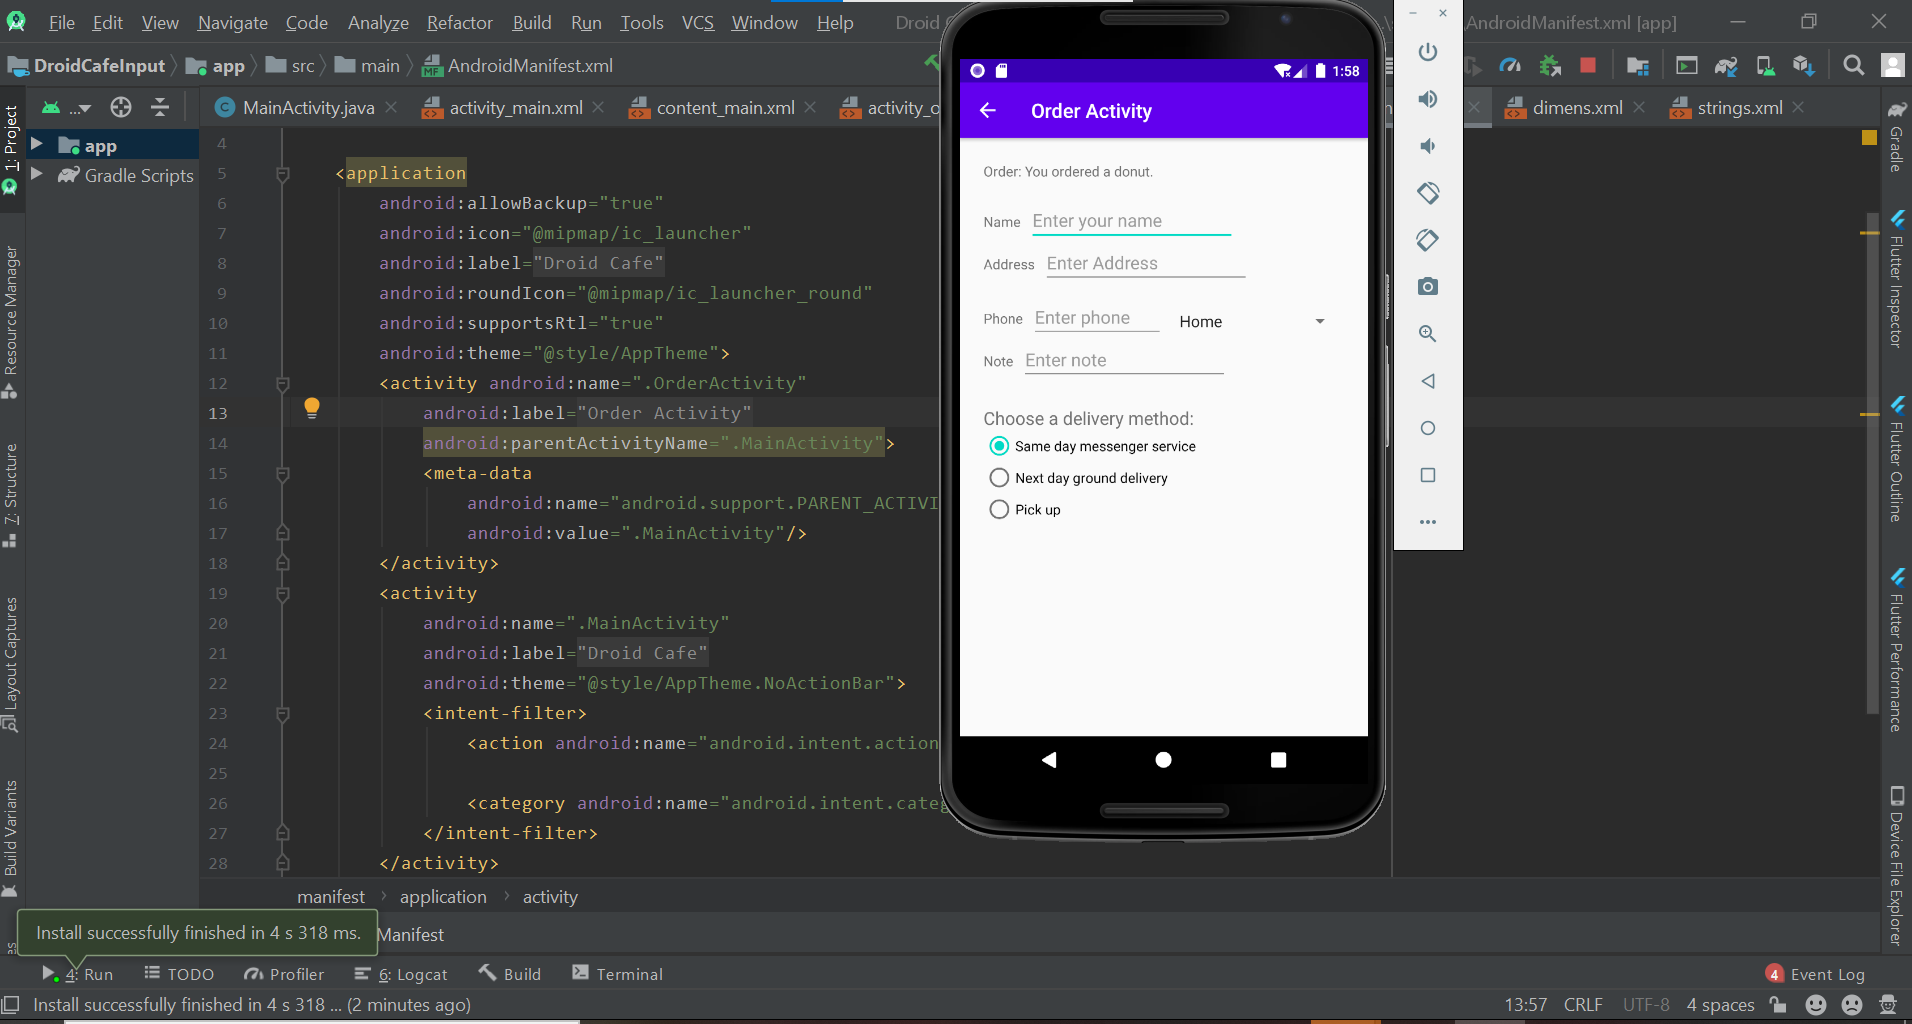 File Edit View Navigate Code Analyze Refactor Build Run Tools VCS Window Help Droid AndroidManifest.xml [app]
DroidCafeInput app src main AndroidManifest.xml
... MainActivity.java activity_main.xml content_main.xml activity_o dimens.xml strings.xml
1: Project
Resource Manager
7: Structure
Layout Captures
Build Variants
app
Gradle Scripts
4
5 <application
6 android:allowBackup="true"
7 android:icon="@mipmap/ic_launcher"
8 android:label="Droid Cafe"
9 android:roundIcon="@mipmap/ic_launcher_round"
10 android:supportsRtl="true"
11 android:theme="@style/AppTheme">
12 <activity android:name=".OrderActivity"
13 android:label="Order Activity"
14 android:parentActivityName=".MainActivity">
15 <meta-data
16 android:name="android.support.PARENT_ACTIVI
17 android:value=".MainActivity"/>
18 </activity>
19 <activity
20 android:name=".MainActivity"
21 android:label="Droid Cafe"
22 android:theme="@style/AppTheme.NoActionBar">
23 <intent-filter>
24 <action android:name="android.intent.action
25
26 <category android:name="android.intent.categ
27 </intent-filter>
28 </activity>
1:58
Order Activity
Order: You ordered a donut.
Name Enter your name
Address Enter Address
Phone Enter phone Home
Note Enter note
Choose a delivery method:
Same day messenger service
Next day ground delivery
Pick up
Gradle
Flutter Inspector
Flutter Outline
Flutter Performance
Device File Explorer
manifest application activity
Install successfully finished in 4 s 318 ms. Manifest
4: Run TODO Profiler 6: Logcat Build Terminal 4 Event Log
Install successfully finished in 4 s 318 ... (2 minutes ago) 13:57 CRLF UTF-8 4 spaces